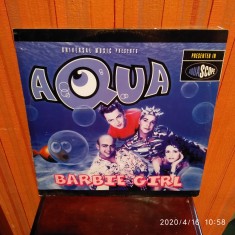 UNIVERSAL MUSIC PRESENTS
PRESENTED IN
AQUA
BARBIE GIRL
2020/4/16 10:58